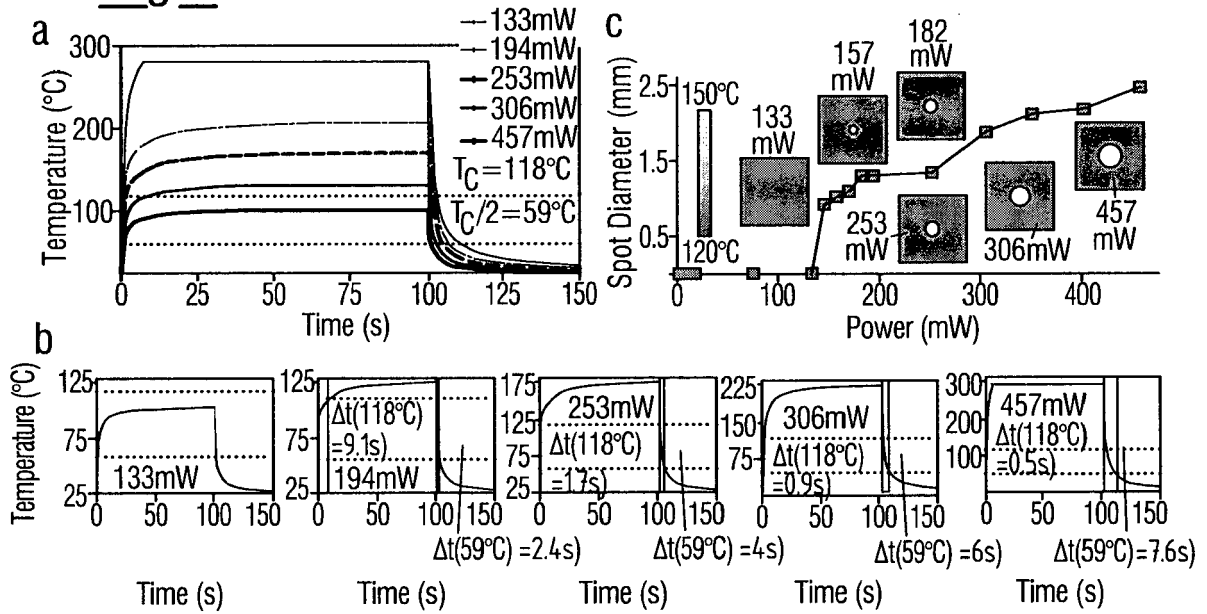 a
300
200
100
Temperature (°C)
0
25
50
75
100
125
150
Time (s)
133mW
194mW
253mW
306mW
457mW
TC=118°C
TC/2=59°C
c
2.5
1.5
0.5
Spot Diameter (mm)
150°C
120°C
133
mW
157
mW
182
mW
253
mW
306mW
457
mW
0
100
200
300
400
Power (mW)
b
Temperature (°C)
125
75
25
133mW
0
50
100
150
Time (s)
125
75
25
Δt(118°C)
=9.1s)
194mW
0
50
100
150
Δt(59°C) =2.4s)
Time (s)
175
125
75
25
253mW
Δt(118°C)
=1.7s)
0
50
100
150
Δt(59°C) =4s)
Time (s)
225
150
75
306mW
Δt(118°C)
=0.9s)
0
50
100
150
Δt(59°C) =6s)
Time (s)
300
200
100
457mW
Δt(118°C)
=0.5s)
0
50
100
150
Δt(59°C) =7.6s)
Time (s)